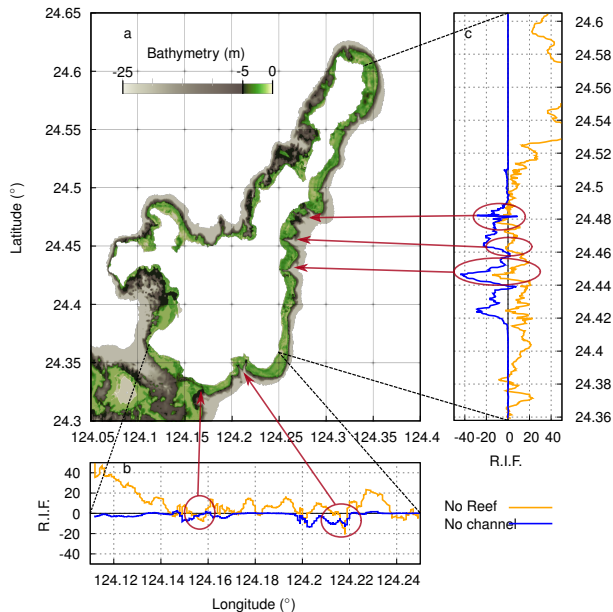 a
Bathymetry (m)
-25 -5 0
24.6
24.55
24.5
24.45
24.4
24.35
24.3
Latitude (°)
124.05 124.1 124.15 124.2 124.25 124.3 124.35 124.4
c
24.6
24.58
24.56
24.54
24.52
24.5
24.48
24.46
24.44
24.42
24.4
24.38
24.36
-40 -20 0 20 40
R.I.F.
b
40
20
0
-20
-40
R.I.F.
124.12 124.14 124.16 124.18 124.2 124.22 124.24
Longitude (°)
No Reef
No channel